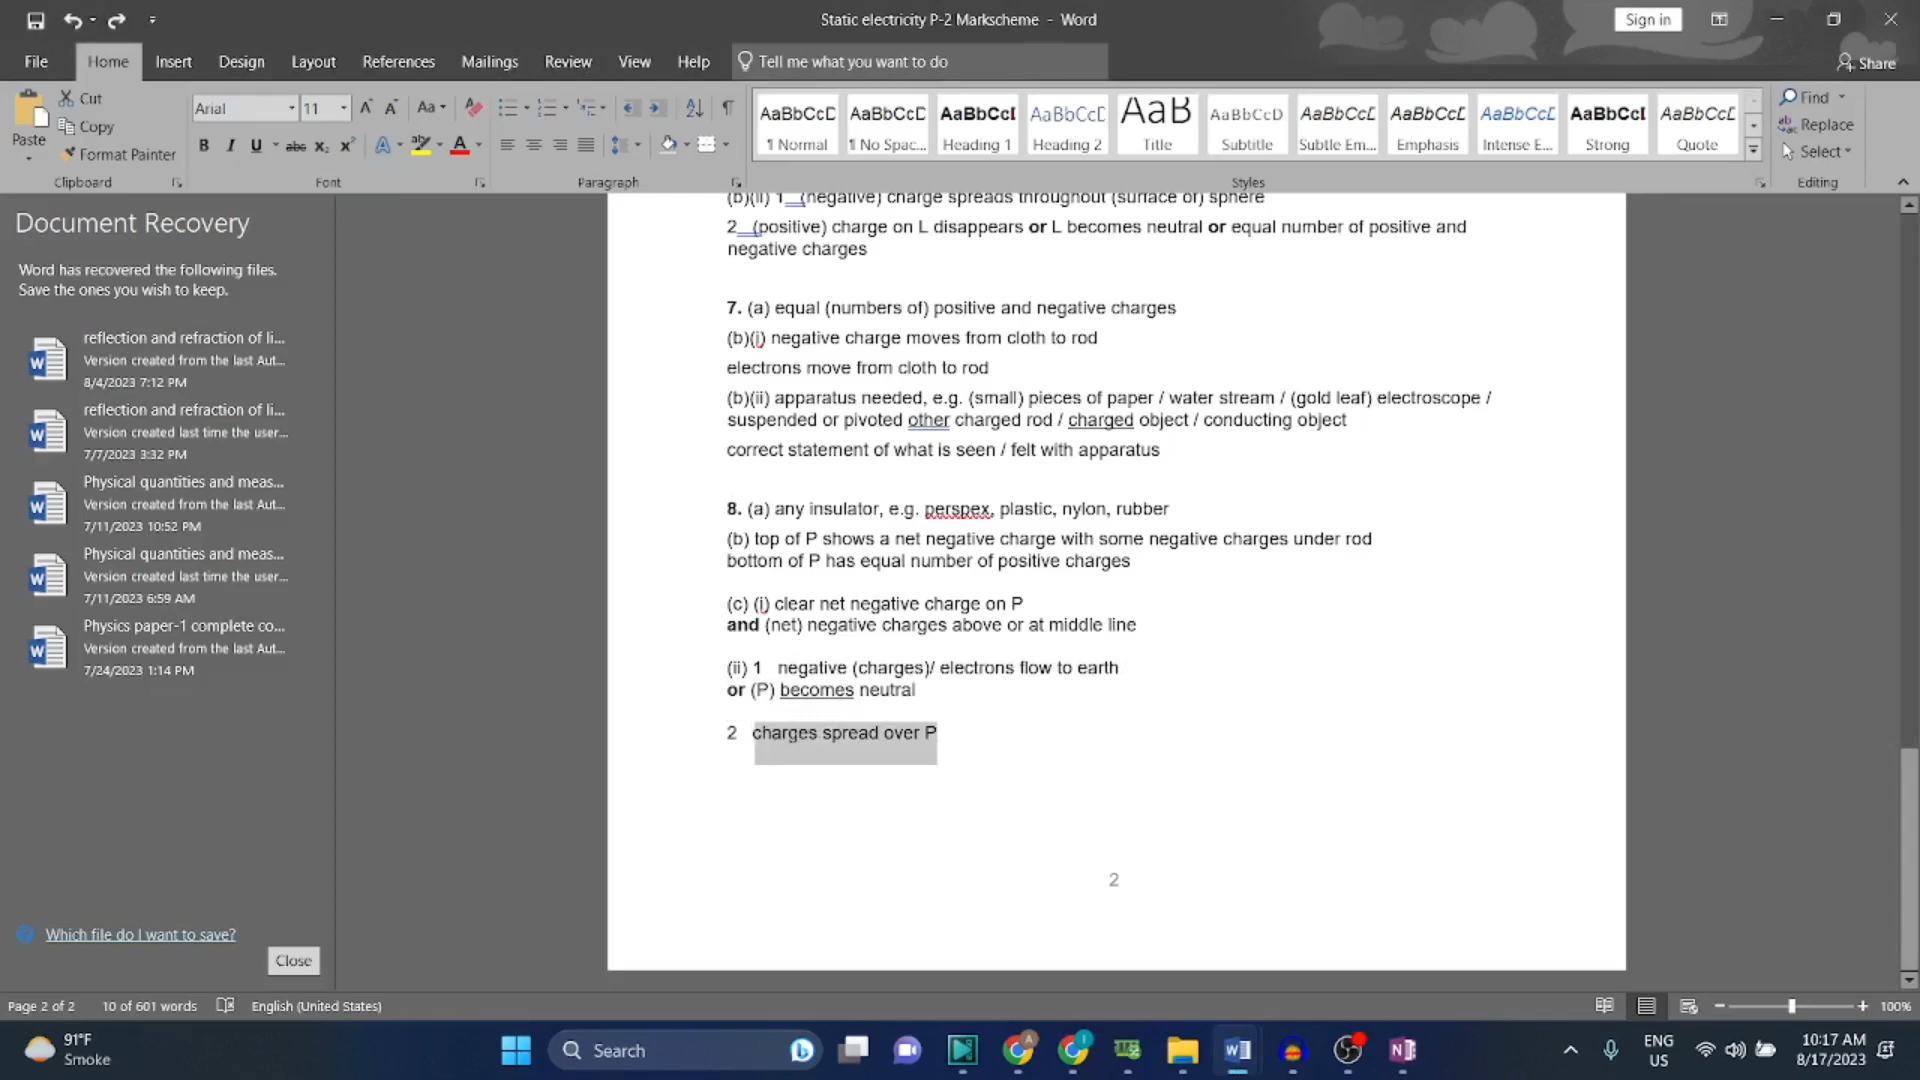 Static electricity P-2 Markscheme - Word
Sign in
File Home Insert Design Layout References Mailings Review View Help Tell me what you want to do
Share
Paste
Cut
Copy
Format Painter
Arial 11
AaBbCcD AaBbCcD AaBbCcI AaBbCcD AaB AaBbCcD AaBbCcD AaBbCcD AaBbCcD AaBbCcI AaBbCcD
¶ Normal ¶ No Spac... Heading 1 Heading 2 Title Subtitle Subtle Em... Emphasis Intense E... Strong Quote
Find
Replace
Select
Clipboard Font Paragraph Styles Editing
Document Recovery
Word has recovered the following files.
Save the ones you wish to keep.
reflection and refraction of li...
Version created from the last Aut...
8/4/2023 7:12 PM
reflection and refraction of li...
Version created last time the user...
7/7/2023 3:32 PM
Physical quantities and meas...
Version created from the last Aut...
7/11/2023 10:52 PM
Physical quantities and meas...
Version created last time the user...
7/11/2023 6:59 AM
Physics paper-1 complete co...
Version created from the last Aut...
7/24/2023 1:14 PM
Which file do I want to save?
Close
(b)(ii) 1 (negative) charge spreads throughout (surface of) sphere
2 (positive) charge on L disappears or L becomes neutral or equal number of positive and
negative charges
7. (a) equal (numbers of) positive and negative charges
(b)(i) negative charge moves from cloth to rod
electrons move from cloth to rod
(b)(ii) apparatus needed, e.g. (small) pieces of paper / water stream / (gold leaf) electroscope /
suspended or pivoted other charged rod / charged object / conducting object
correct statement of what is seen / felt with apparatus
8. (a) any insulator, e.g. perspex, plastic, nylon, rubber
(b) top of P shows a net negative charge with some negative charges under rod
bottom of P has equal number of positive charges
(c) (i) clear net negative charge on P
and (net) negative charges above or at middle line
(ii) 1 negative (charges)/ electrons flow to earth
or (P) becomes neutral
2 charges spread over P
2
Page 2 of 2 10 of 601 words English (United States) 100%
91°F
Smoke
Search
ENG
US
10:17 AM
8/17/2023